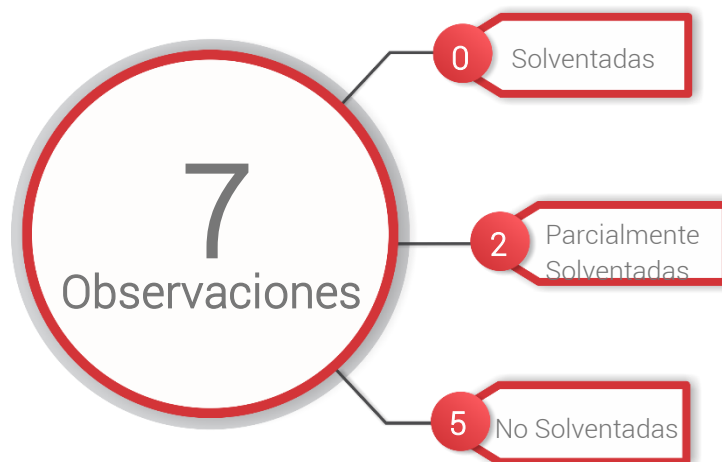 7
Observaciones
0
Solventadas
2
Parcialmente
Solventadas
5
No Solventadas